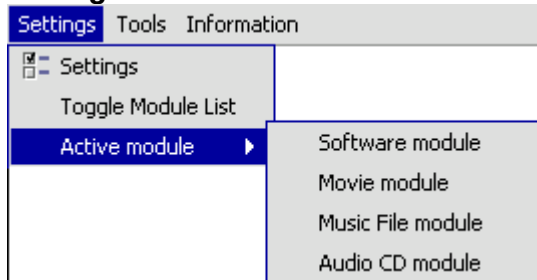 Settings Tools Information
Settings
Toggle Module List
Active module
Software module
Movie module
Music File module
Audio CD module